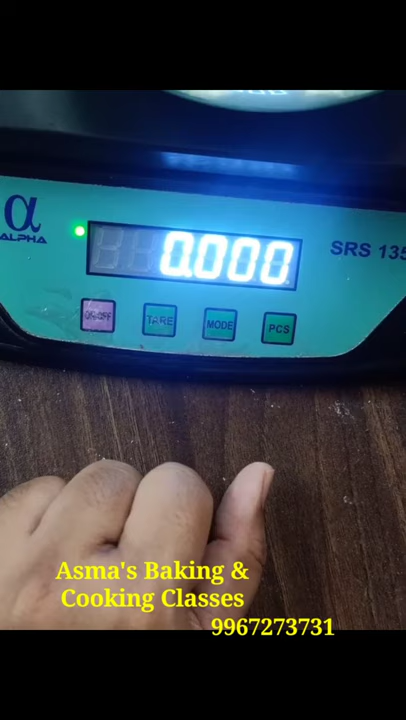 α
ALPHA
0.000
SRS 135
ON/OFF
TARE
MODE
PCS
Asma's Baking &
Cooking Classes
9967273731